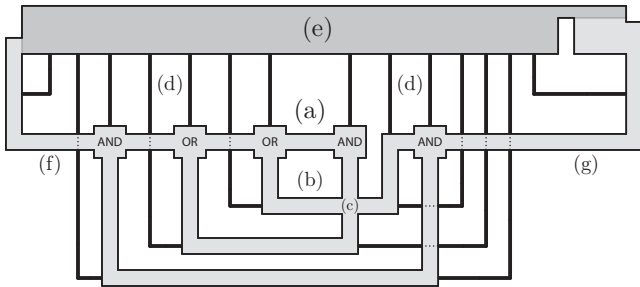 (e)
(d) (d)
(a)
AND OR OR AND AND
(f) (b) (g)
(c)